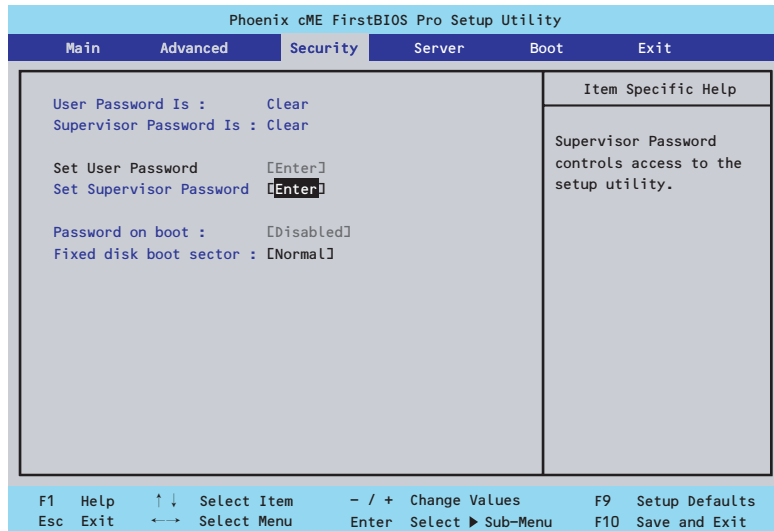 Phoenix cME FirstBIOS Pro Setup Utility
Main Advanced Security Server Boot Exit
Item Specific Help
User Password Is : Clear
Supervisor Password Is : Clear
Supervisor Password
controls access to the
setup utility.
Set User Password [Enter]
Set Supervisor Password [Enter]
Password on boot : [Disabled]
Fixed disk boot sector : [Normal]
F1 Help ↑↓ Select Item - / + Change Values F9 Setup Defaults
Esc Exit ←→ Select Menu Enter Select ▶ Sub-Menu F10 Save and Exit